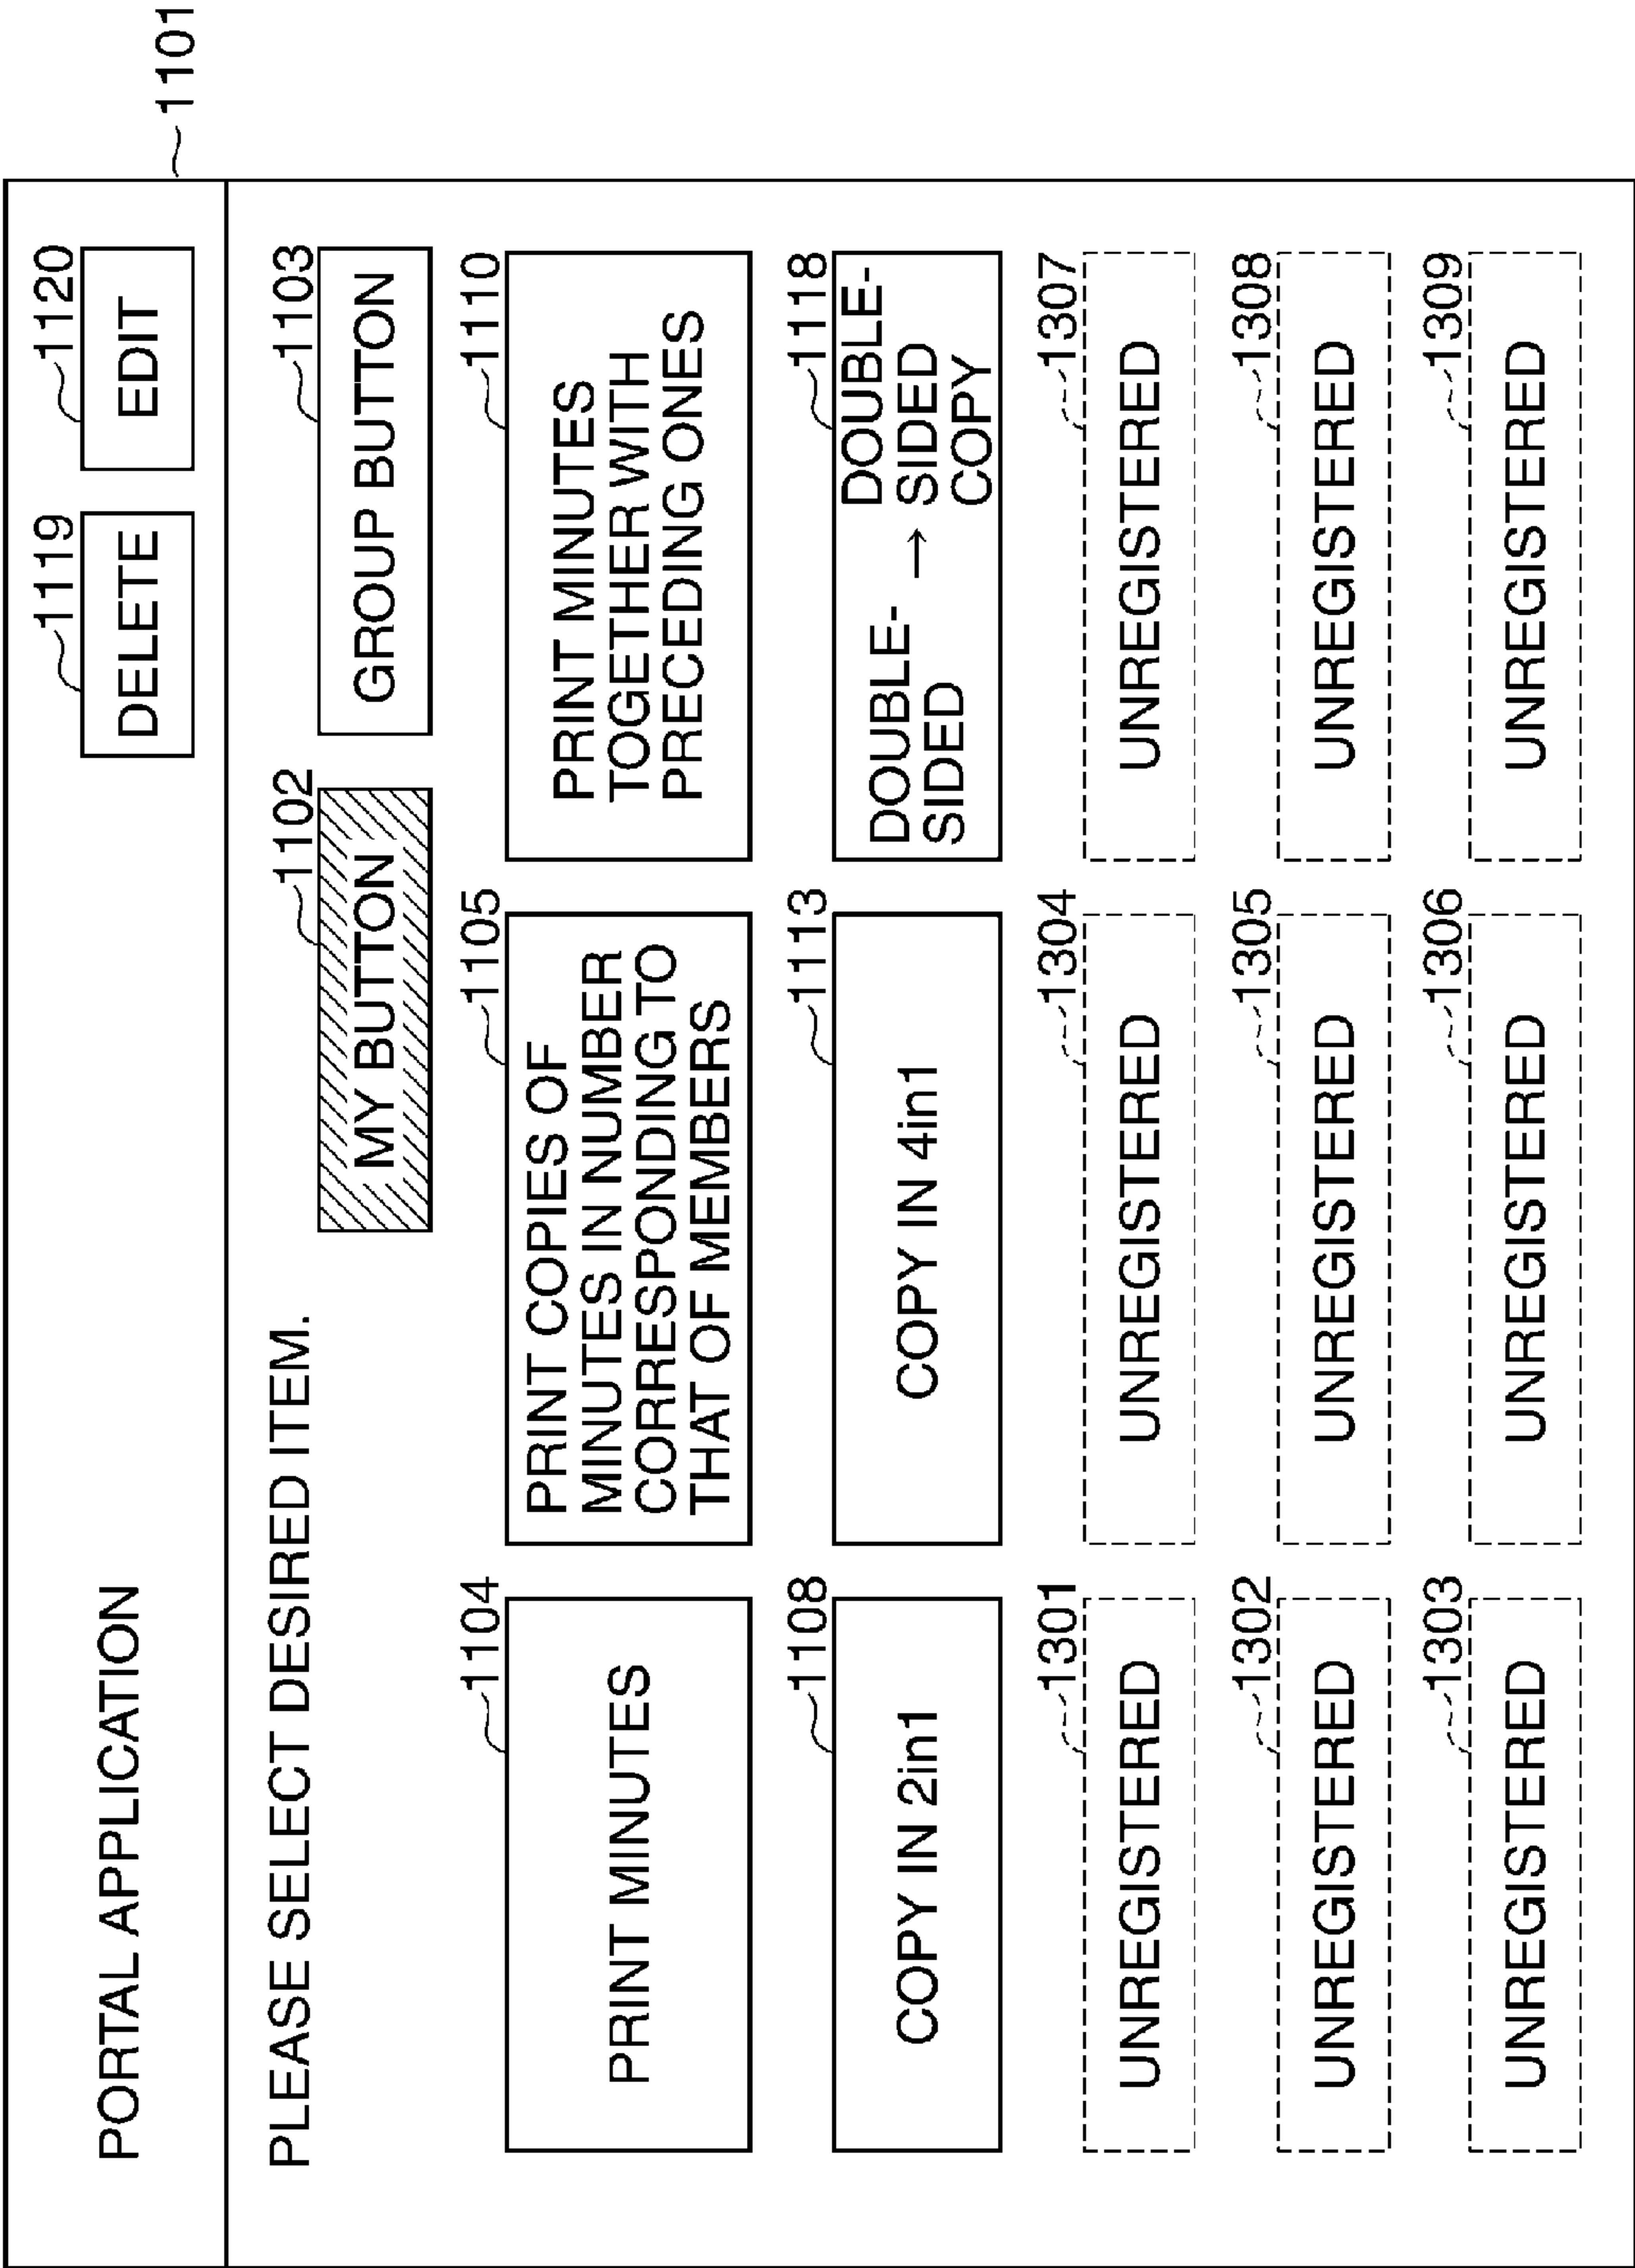 1101
PORTAL APPLICATION
1119
DELETE
1120
EDIT
PLEASE SELECT DESIRED ITEM.
1102
MY BUTTON
1103
GROUP BUTTON
1104
PRINT MINUTES
1105
PRINT COPIES OF
MINUTES IN NUMBER
CORRESPONDING TO
THAT OF MEMBERS
1110
PRINT MINUTES
TOGETHER WITH
PRECEDING ONES
1108
COPY IN 2in1
1113
COPY IN 4in1
1118
DOUBLE-
SIDED
→
DOUBLE-
SIDED
COPY
1301
UNREGISTERED
1304
UNREGISTERED
1307
UNREGISTERED
1302
UNREGISTERED
1305
UNREGISTERED
1308
UNREGISTERED
1303
UNREGISTERED
1306
UNREGISTERED
1309
UNREGISTERED